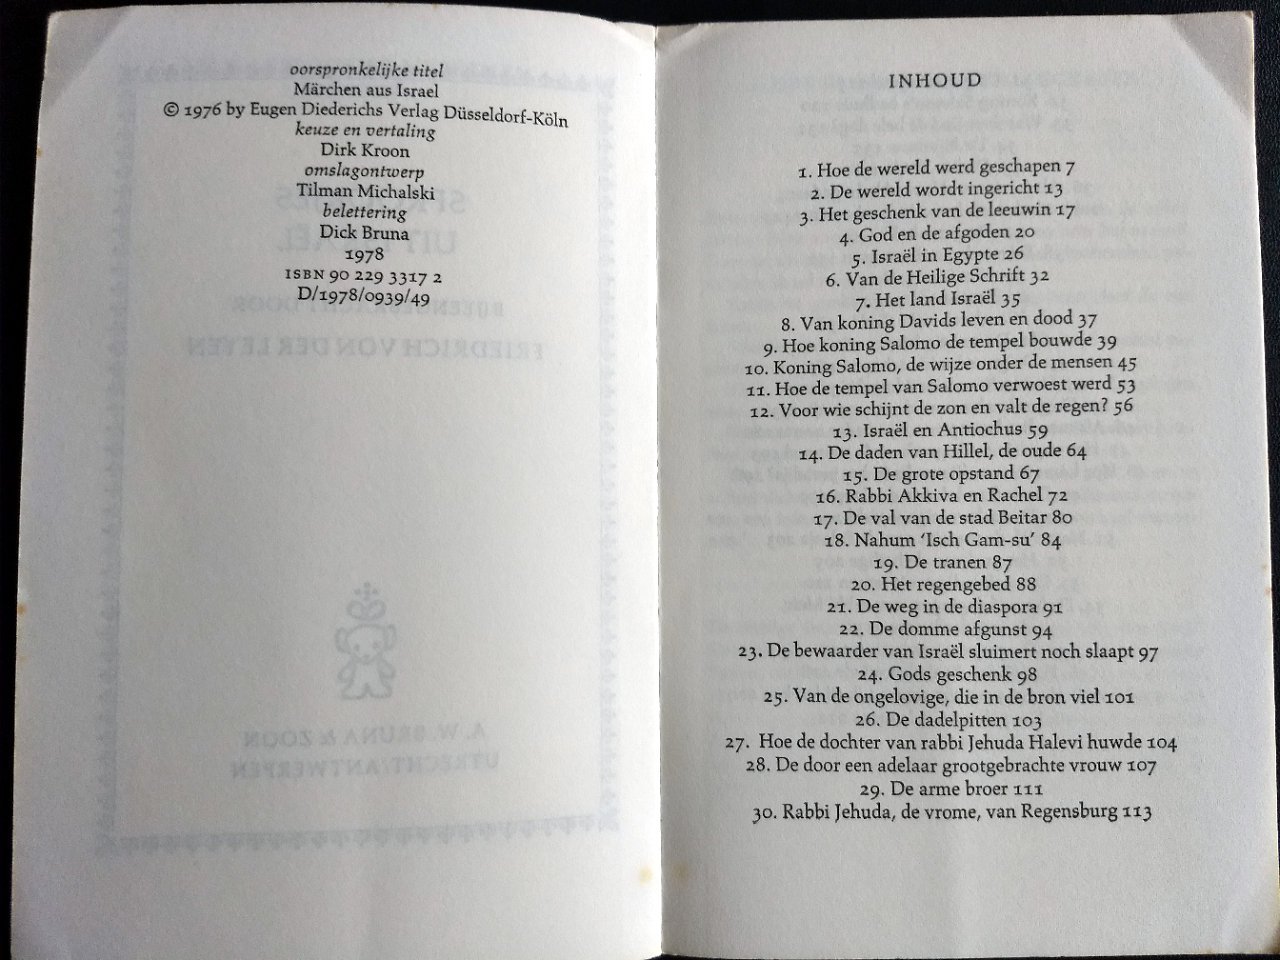 oorspronkelijke titel
Märchen aus Israel
© 1976 by Eugen Diederichs Verlag Düsseldorf-Köln
keuze en vertaling
Dirk Kroon
omslagontwerp
Tilman Michalski
belettering
Dick Bruna
1978
ISBN 90 229 3317 2
D/1978/0939/49
INHOUD
1. Hoe de wereld werd geschapen 7
2. De wereld wordt ingericht 13
3. Het geschenk van de leeuwin 17
4. God en de afgoden 20
5. Israël in Egypte 26
6. Van de Heilige Schrift 32
7. Het land Israël 35
8. Van koning Davids leven en dood 37
9. Hoe koning Salomo de tempel bouwde 39
10. Koning Salomo, de wijze onder de mensen 45
11. Hoe de tempel van Salomo verwoest werd 53
12. Voor wie schijnt de zon en valt de regen? 56
13. Israël en Antiochus 59
14. De daden van Hillel, de oude 64
15. De grote opstand 67
16. Rabbi Akkiva en Rachel 72
17. De val van de stad Beitar 80
18. Nahum ‘Isch Gam-su’ 84
19. De tranen 87
20. Het regengebed 88
21. De weg in de diaspora 91
22. De domme afgunst 94
23. De bewaarder van Israël sluimert noch slaapt 97
24. Gods geschenk 98
25. Van de ongelovige, die in de bron viel 101
26. De dadelpitten 103
27. Hoe de dochter van rabbi Jehuda Halevi huwde 104
28. De door een adelaar grootgebrachte vrouw 107
29. De arme broer 111
30. Rabbi Jehuda, de vrome, van Regensburg 113